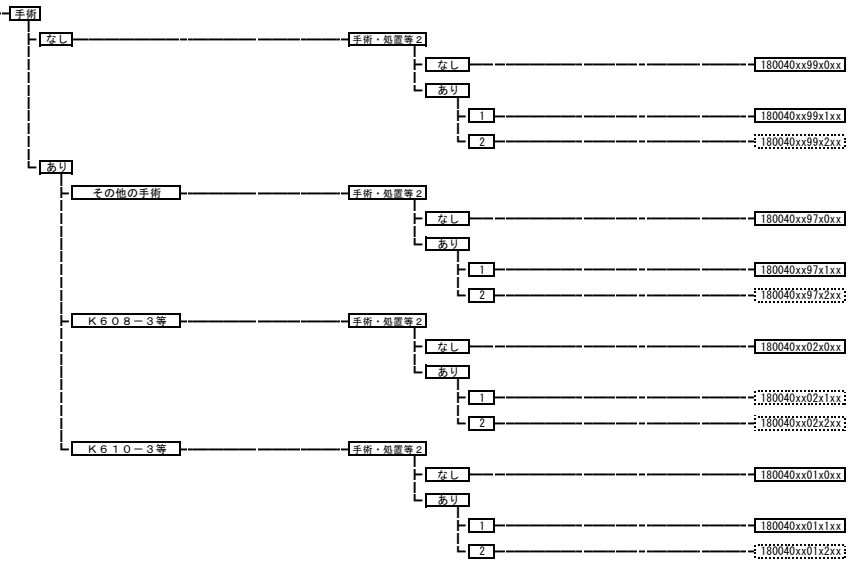 手術
なし 手術・処置等２
なし 180040xx99x0xx
あり
1 180040xx99x1xx
2 180040xx99x2xx
あり
その他の手術 手術・処置等２
なし 180040xx97x0xx
あり
1 180040xx97x1xx
2 180040xx97x2xx
Ｋ６０８－３等 手術・処置等２
なし 180040xx02x0xx
あり
1 180040xx02x1xx
2 180040xx02x2xx
Ｋ６１０－３等 手術・処置等２
なし 180040xx01x0xx
あり
1 180040xx01x1xx
2 180040xx01x2xx